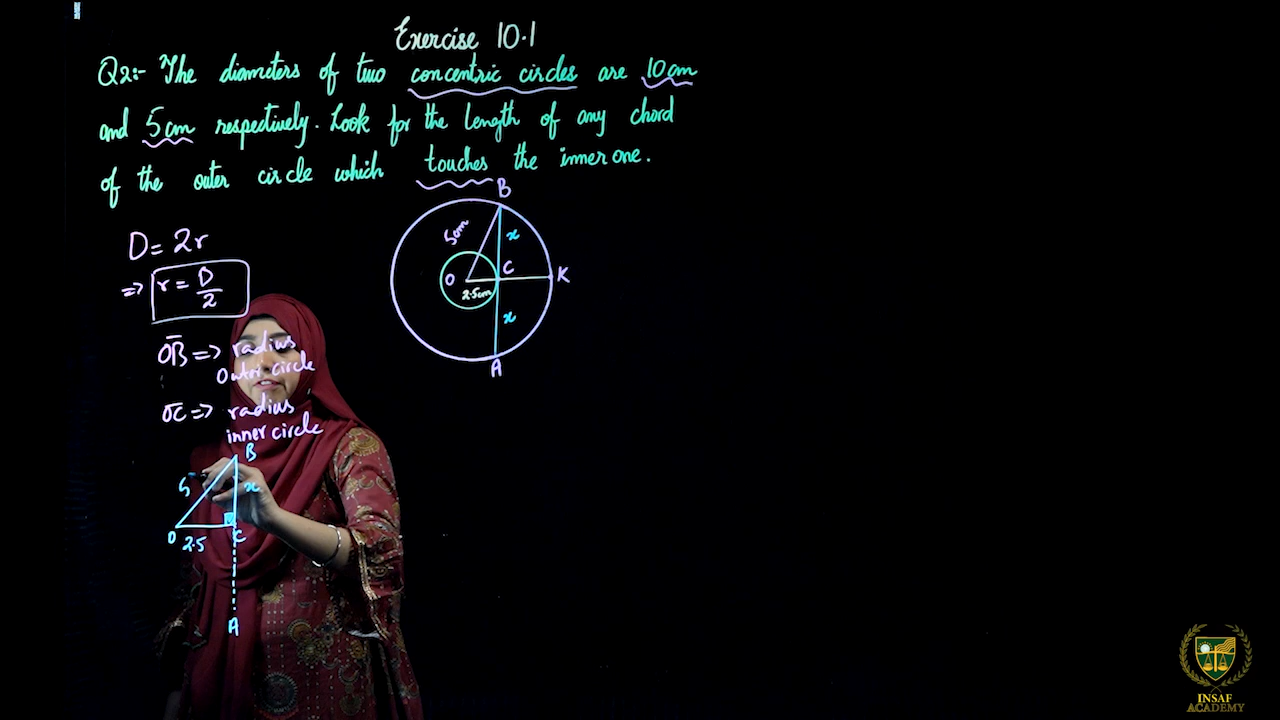 Exercise 10.1
Q2:- The diameters of two concentric circles are 10cm
and 5cm respectively. Look for the length of any chord
of the outer circle which touches the inner one.
D = 2r
=> r = D/2
OB => radius
Outer circle
OC => radius
inner circle
B
5
x
O
2.5
C
A
B
5cm
x
O
C
K
2.5cm
x
A
INSAF
ACADEMY